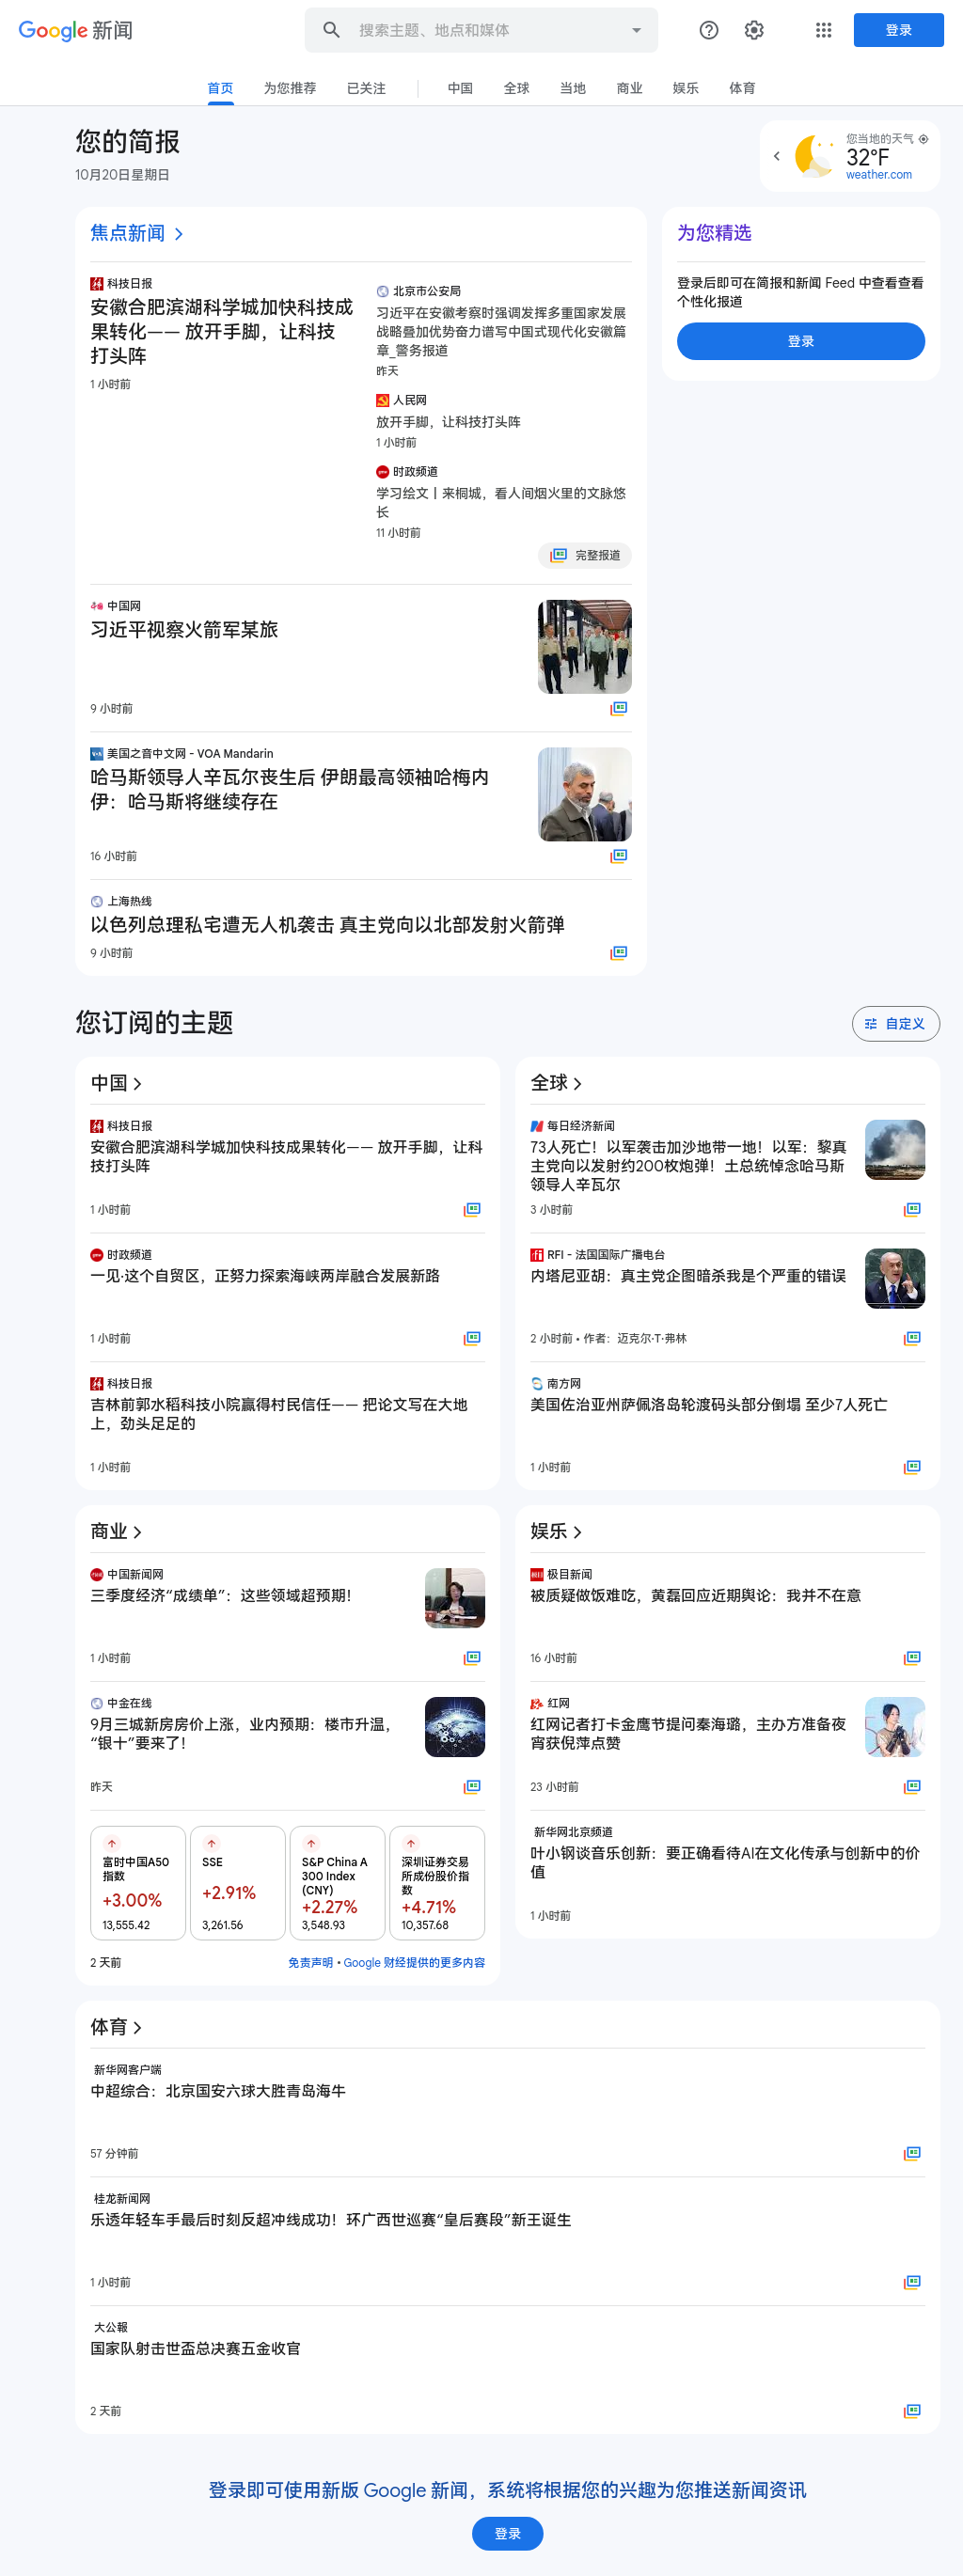 Google 新闻
搜索主题、地点和媒体
登录
首页
为您推荐
已关注
中国
全球
当地
商业
娱乐
体育
您的简报
10月20日星期日
您当地的天气
32°F
weather.com
焦点新闻
科技日报
安徽合肥滨湖科学城加快科技成
果转化—— 放开手脚，让科技
打头阵
1 小时前
北京市公安局
习近平在安徽考察时强调发挥多重国家发展
战略叠加优势奋力谱写中国式现代化安徽篇
章_警务报道
昨天
人民网
放开手脚，让科技打头阵
1 小时前
时政频道
学习绘文丨来桐城，看人间烟火里的文脉悠
长
11 小时前
完整报道
为您精选
登录后即可在简报和新闻 Feed 中查看查看
个性化报道
登录
中国网
习近平视察火箭军某旅
9 小时前
美国之音中文网 - VOA Mandarin
哈马斯领导人辛瓦尔丧生后 伊朗最高领袖哈梅内
伊：哈马斯将继续存在
16 小时前
上海热线
以色列总理私宅遭无人机袭击 真主党向以北部发射火箭弹
9 小时前
您订阅的主题
自定义
中国
科技日报
安徽合肥滨湖科学城加快科技成果转化—— 放开手脚，让科
技打头阵
1 小时前
时政频道
一见·这个自贸区，正努力探索海峡两岸融合发展新路
1 小时前
科技日报
吉林前郭水稻科技小院赢得村民信任—— 把论文写在大地
上，劲头足足的
1 小时前
全球
每日经济新闻
73人死亡！以军袭击加沙地带一地！以军：黎真
主党向以发射约200枚炮弹！土总统悼念哈马斯
领导人辛瓦尔
3 小时前
RFI - 法国国际广播电台
内塔尼亚胡：真主党企图暗杀我是个严重的错误
2 小时前 • 作者：迈克尔·T·弗林
南方网
美国佐治亚州萨佩洛岛轮渡码头部分倒塌 至少7人死亡
1 小时前
商业
中国新闻网
三季度经济“成绩单”：这些领域超预期！
1 小时前
中金在线
9月三城新房房价上涨，业内预期：楼市升温，
“银十”要来了！
昨天
富时中国A50
指数
+3.00%
13,555.42
SSE
+2.91%
3,261.56
S&P China A
300 Index
(CNY)
+2.27%
3,548.93
深圳证券交易
所成份股价指
数
+4.71%
10,357.68
2 天前
免责声明 • Google 财经提供的更多内容
娱乐
极目新闻
被质疑做饭难吃，黄磊回应近期舆论：我并不在意
16 小时前
红网
红网记者打卡金鹰节提问秦海璐，主办方准备夜
宵获倪萍点赞
23 小时前
新华网北京频道
叶小钢谈音乐创新：要正确看待AI在文化传承与创新中的价
值
1 小时前
体育
新华网客户端
中超综合：北京国安六球大胜青岛海牛
57 分钟前
桂龙新闻网
乐透年轻车手最后时刻反超冲线成功！环广西世巡赛“皇后赛段”新王诞生
1 小时前
大公報
国家队射击世盃总决赛五金收官
2 天前
登录即可使用新版 Google 新闻，系统将根据您的兴趣为您推送新闻资讯
登录